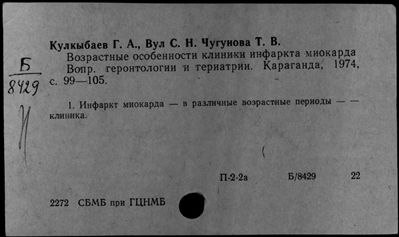 Кулкыбаев Г. А., Вул С. Н. Чугунова Т. В.
Возрастные особенности клиники инфаркта миокарда
Вопр. геронтологии и гериатрии. Караганда, 1974,
с. 99—105.
Б
8429
1. Инфаркт миокарда — в различные возрастные периоды — —
клиника.
П-2-2а Б/8429 22
2272 СБМБ при ГЦНМБ